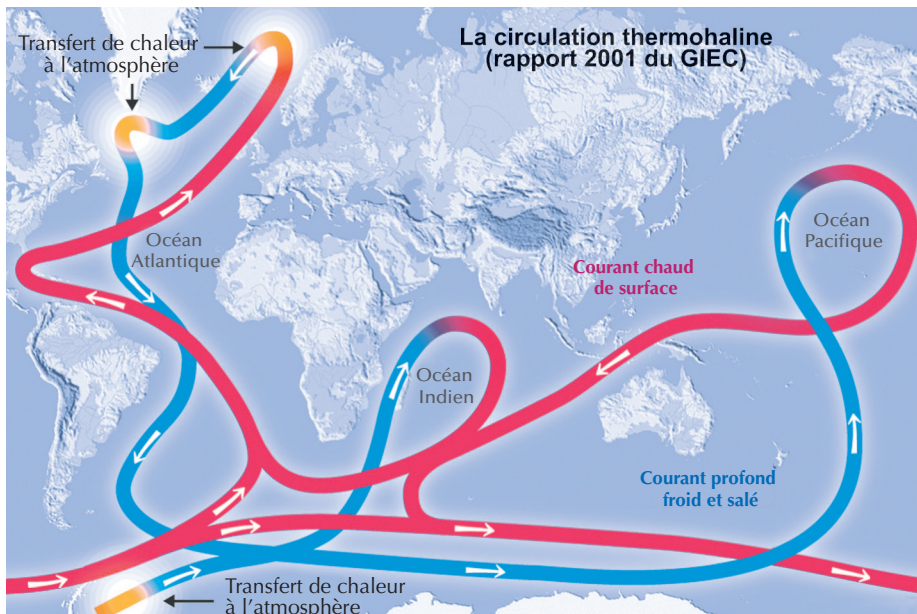 La circulation thermohaline
(rapport 2001 du GIEC)
Transfert de chaleur
à l'atmosphère
Océan
Atlantique
Océan
Pacifique
Courant chaud
de surface
Océan
Indien
Courant profond
froid et salé
Transfert de chaleur
à l'atmosphère